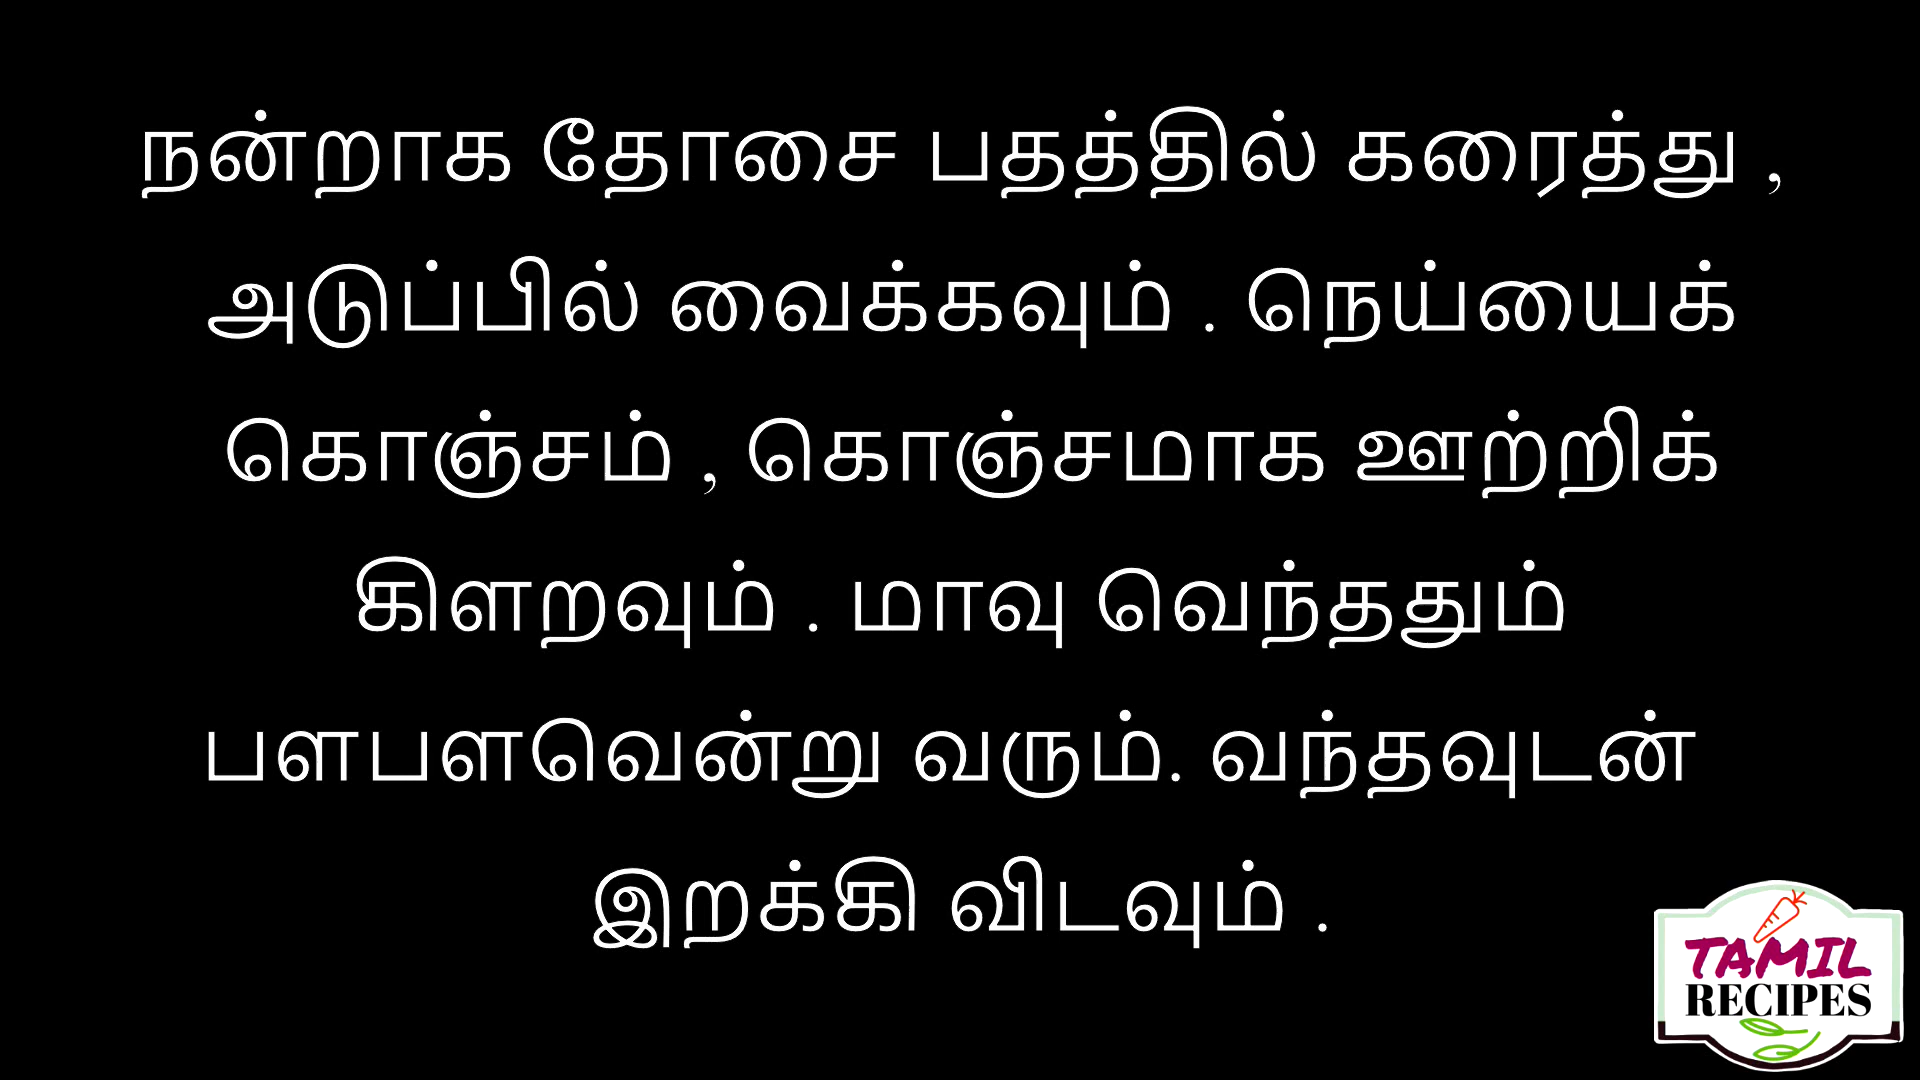 நன்றாக தோசை பதத்தில் கரைத்து ,
அடுப்பில் வைக்கவும் . நெய்யைக்
கொஞ்சம் , கொஞ்சமாக ஊற்றிக்
கிளறவும் . மாவு வெந்ததும்
பளபளவென்று வரும். வந்தவுடன்
இறக்கி விடவும் .
TAMIL
RECIPES